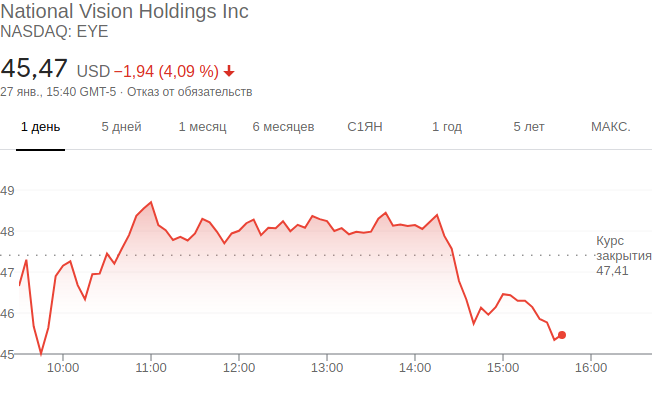 National Vision Holdings Inc
NASDAQ: EYE
45,47 USD −1,94 (4,09 %)
27 янв., 15:40 GMT-5 · Отказ от обязательств
1 день 5 дней 1 месяц 6 месяцев С1ЯН 1 год 5 лет МАКС.
49
48
Курс
закрытия
47,41
47
46
45
10:00 11:00 12:00 13:00 14:00 15:00 16:00